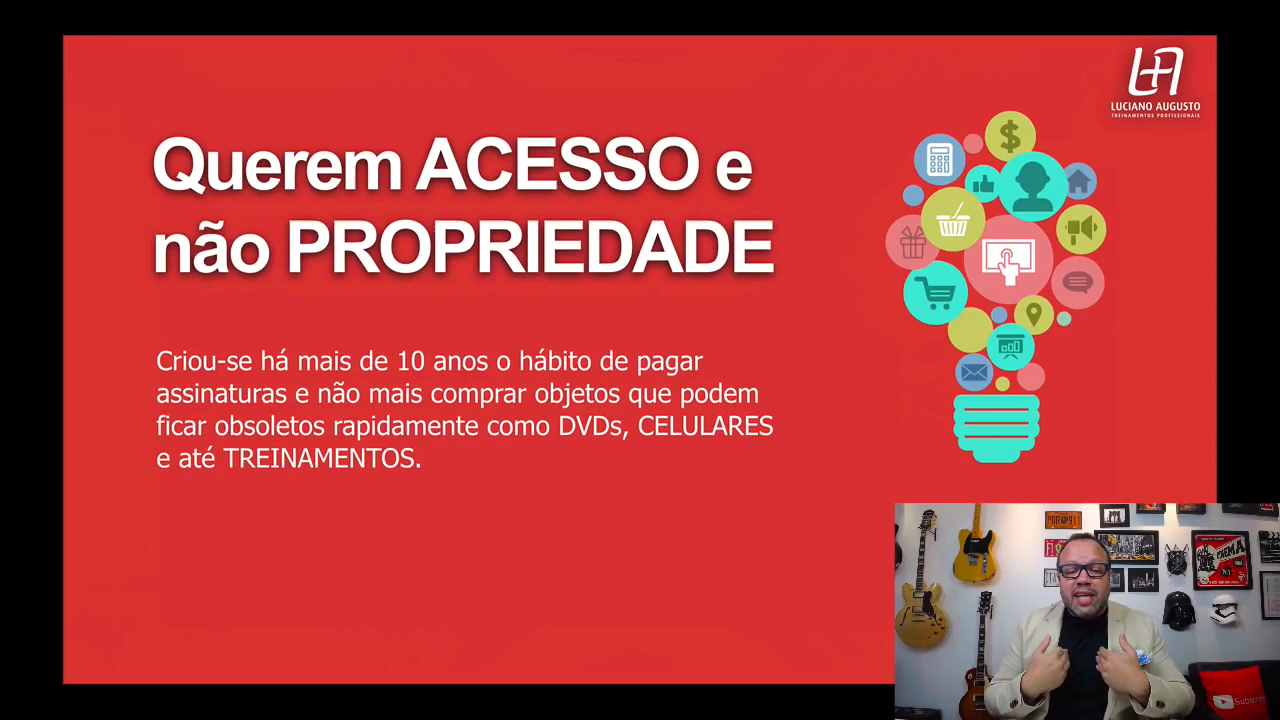 LUCIANO AUGUSTO
TREINAMENTOS PROFISSIONAIS
Querem ACESSO e
não PROPRIEDADE
Criou-se há mais de 10 anos o hábito de pagar
assinaturas e não mais comprar objetos que podem
ficar obsoletos rapidamente como DVDs, CELULARES
e até TREINAMENTOS.